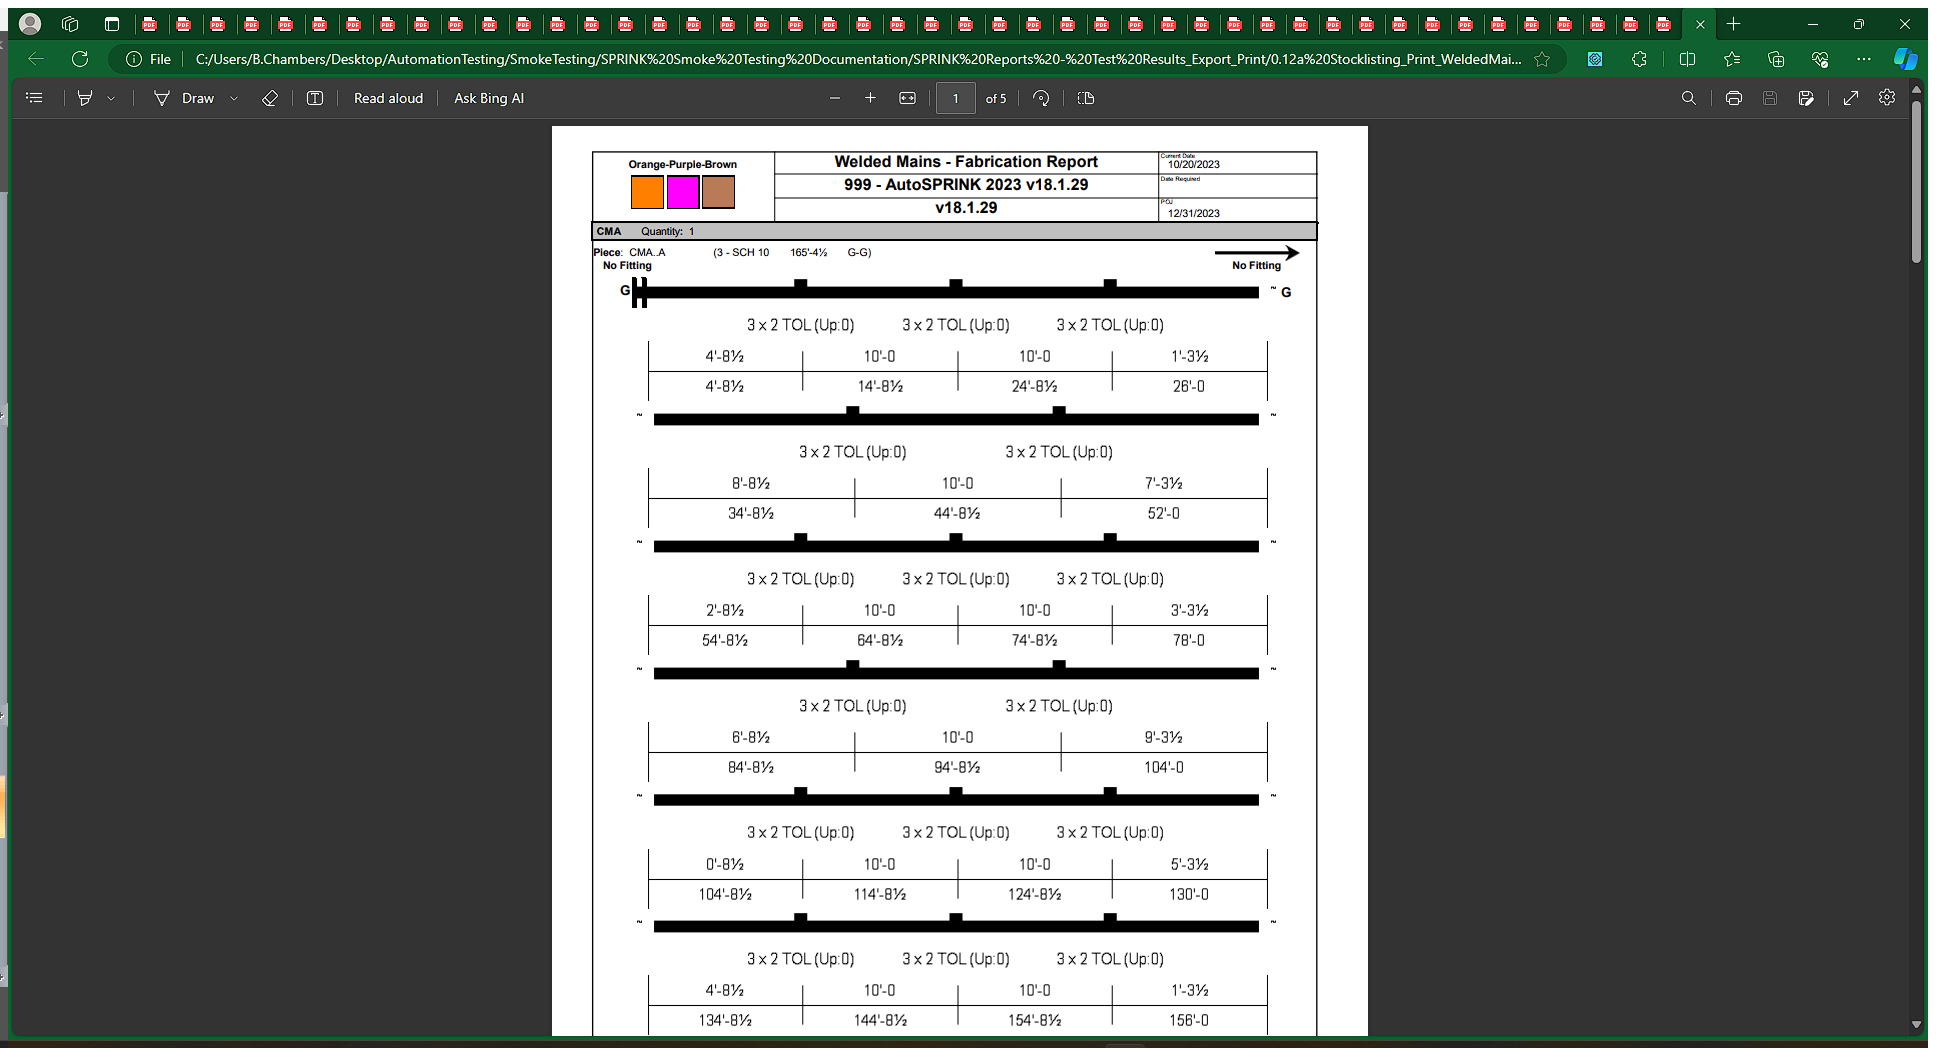 File C:/Users/B.Chambers/Desktop/AutomationTesting/SmokeTesting/SPRINK%20Smoke%20Testing%20Documentation/SPRINK%20Reports%20-%20Test%20Results_Export_Print/0.12a%20Stocklisting_Print_WeldedMai...
Draw Read aloud Ask Bing AI 1 of 5
Orange-Purple-Brown
Welded Mains - Fabrication Report
999 - AutoSPRINK 2023 v18.1.29
v18.1.29
Current Date
10/20/2023
Date Required
POJ
12/31/2023
CMA Quantity: 1
Piece: CMA..A (3 - SCH 10 165'-4½ G-G)
No Fitting No Fitting
G ~ G
3 x 2 TOL (Up:0) 3 x 2 TOL (Up:0) 3 x 2 TOL (Up:0)
4'-8½ 10'-0 10'-0 1'-3½
4'-8½ 14'-8½ 24'-8½ 26'-0
~ ~
3 x 2 TOL (Up:0) 3 x 2 TOL (Up:0)
8'-8½ 10'-0 7'-3½
34'-8½ 44'-8½ 52'-0
~ ~
3 x 2 TOL (Up:0) 3 x 2 TOL (Up:0) 3 x 2 TOL (Up:0)
2'-8½ 10'-0 10'-0 3'-3½
54'-8½ 64'-8½ 74'-8½ 78'-0
~ ~
3 x 2 TOL (Up:0) 3 x 2 TOL (Up:0)
6'-8½ 10'-0 9'-3½
84'-8½ 94'-8½ 104'-0
~ ~
3 x 2 TOL (Up:0) 3 x 2 TOL (Up:0) 3 x 2 TOL (Up:0)
0'-8½ 10'-0 10'-0 5'-3½
104'-8½ 114'-8½ 124'-8½ 130'-0
~ ~
3 x 2 TOL (Up:0) 3 x 2 TOL (Up:0) 3 x 2 TOL (Up:0)
4'-8½ 10'-0 10'-0 1'-3½
134'-8½ 144'-8½ 154'-8½ 156'-0